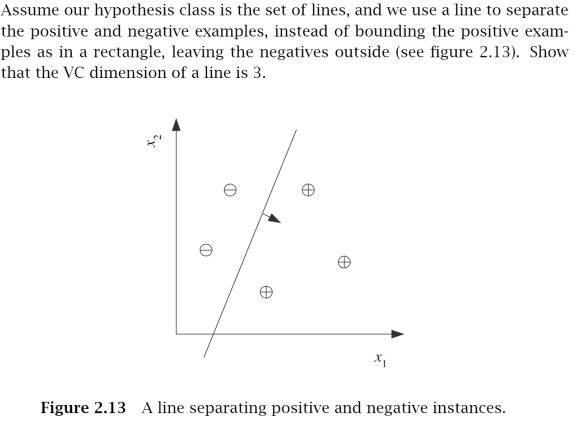 Assume our hypothesis class is the set of lines, and we use a line to separate
the positive and negative examples, instead of bounding the positive exam-
ples as in a rectangle, leaving the negatives outside (see figure 2.13). Show
that the VC dimension of a line is 3.
x2
x1
Figure 2.13 A line separating positive and negative instances.